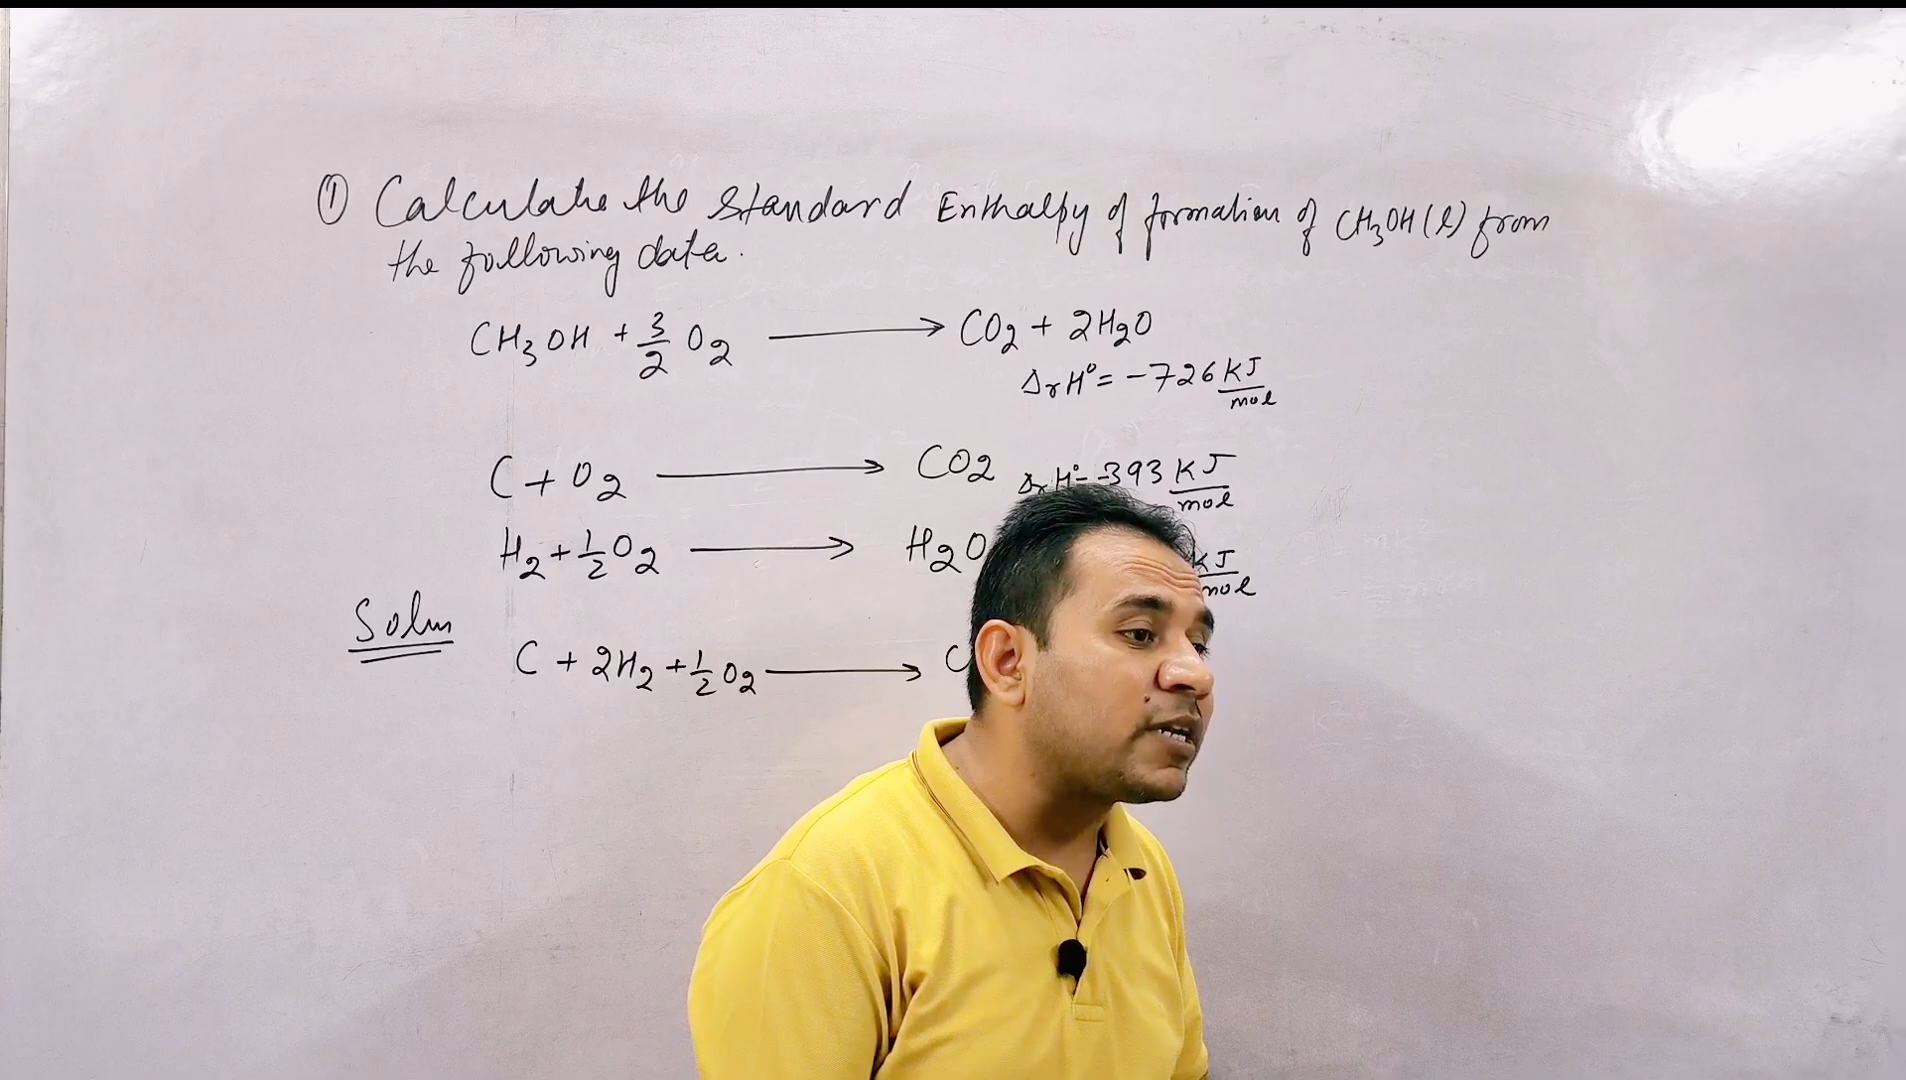 ① Calculate the standard Enthalpy of formation of CH3OH(l) from
the following data.
CH3OH + 3/2 O2 → CO2 + 2H2O
ΔrH° = -726 KJ/mol
C + O2 → CO2 ΔrH° = -393 KJ/mol
H2 + 1/2 O2 → H2O KJ/mol
Soln
C + 2H2 + 1/2 O2 → C